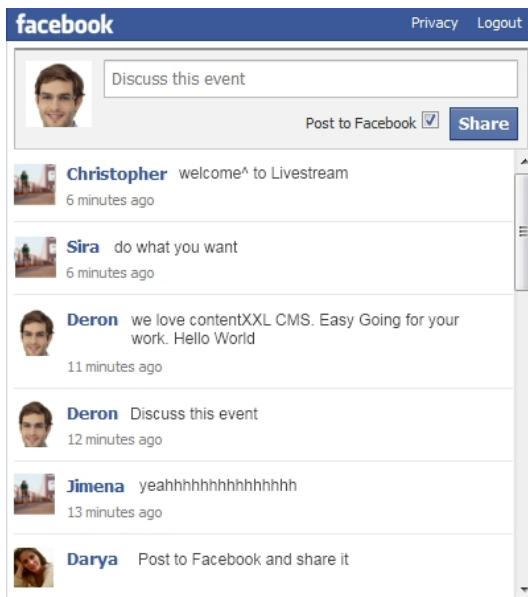 facebook Privacy Logout
Discuss this event
Post to Facebook Share
Christopher welcome^ to Livestream
6 minutes ago
Sira do what you want
6 minutes ago
Deron we love contentXXL CMS. Easy Going for your
work. Hello World
11 minutes ago
Deron Discuss this event
12 minutes ago
Jimena yeahhhhhhhhhhhhhhh
13 minutes ago
Darya Post to Facebook and share it